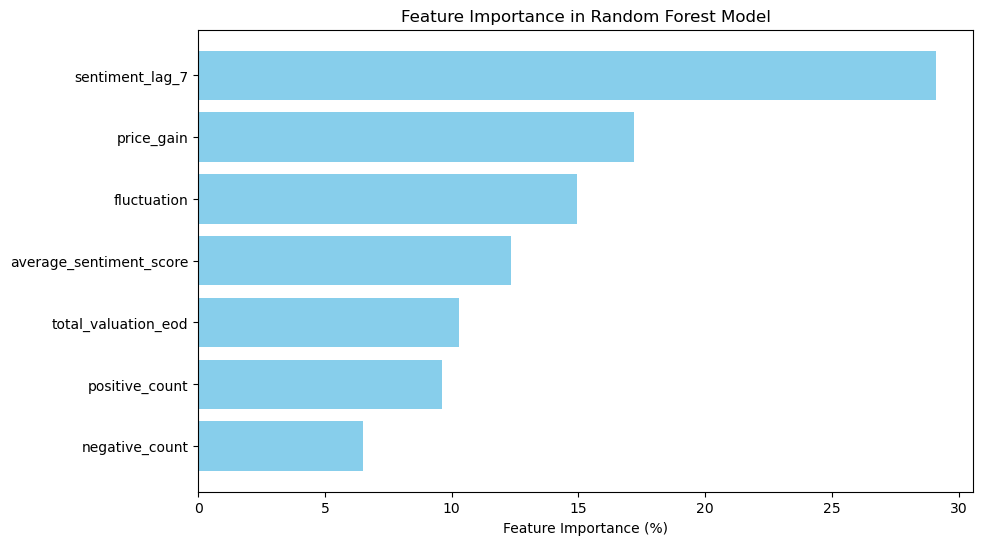 Feature Importance in Random Forest Model
sentiment_lag_7
price_gain
fluctuation
average_sentiment_score
total_valuation_eod
positive_count
negative_count
0 5 10 15 20 25 30
Feature Importance (%)